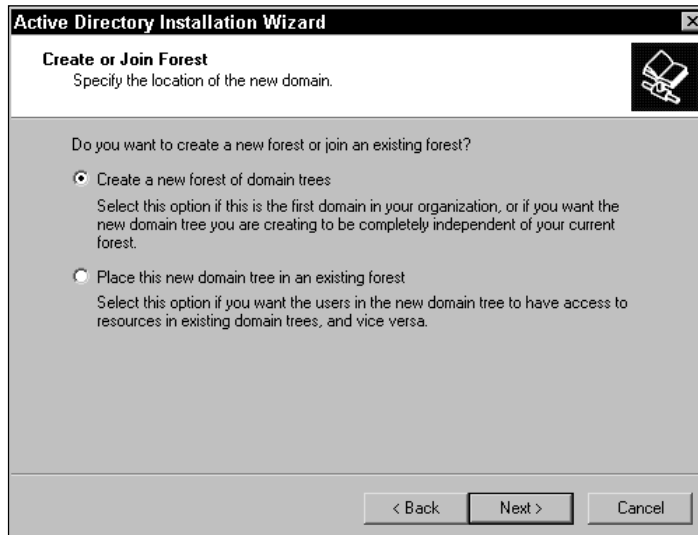 Active Directory Installation Wizard
Create or Join Forest
Specify the location of the new domain.
Do you want to create a new forest or join an existing forest?
Create a new forest of domain trees
Select this option if this is the first domain in your organization, or if you want the
new domain tree you are creating to be completely independent of your current
forest.
Place this new domain tree in an existing forest
Select this option if you want the users in the new domain tree to have access to
resources in existing domain trees, and vice versa.
< Back Next > Cancel